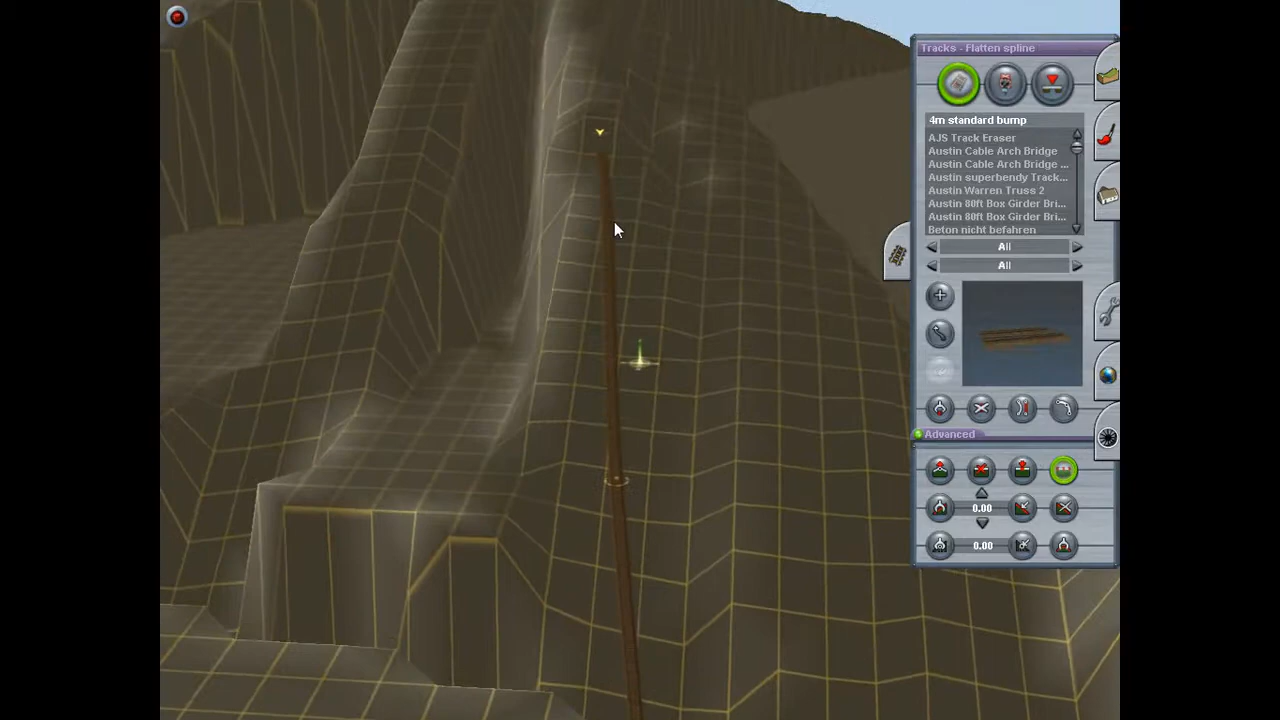 Tracks - Flatten spline
4m standard bump
AJS Track Eraser
Austin Cable Arch Bridge
Austin Cable Arch Bridge ...
Austin superbendy Track...
Austin Warren Truss 2
Austin 80ft Box Girder Bri...
Austin 80ft Box Girder Bri...
Beton nicht befahren
All
All
Advanced
0.00
0.00